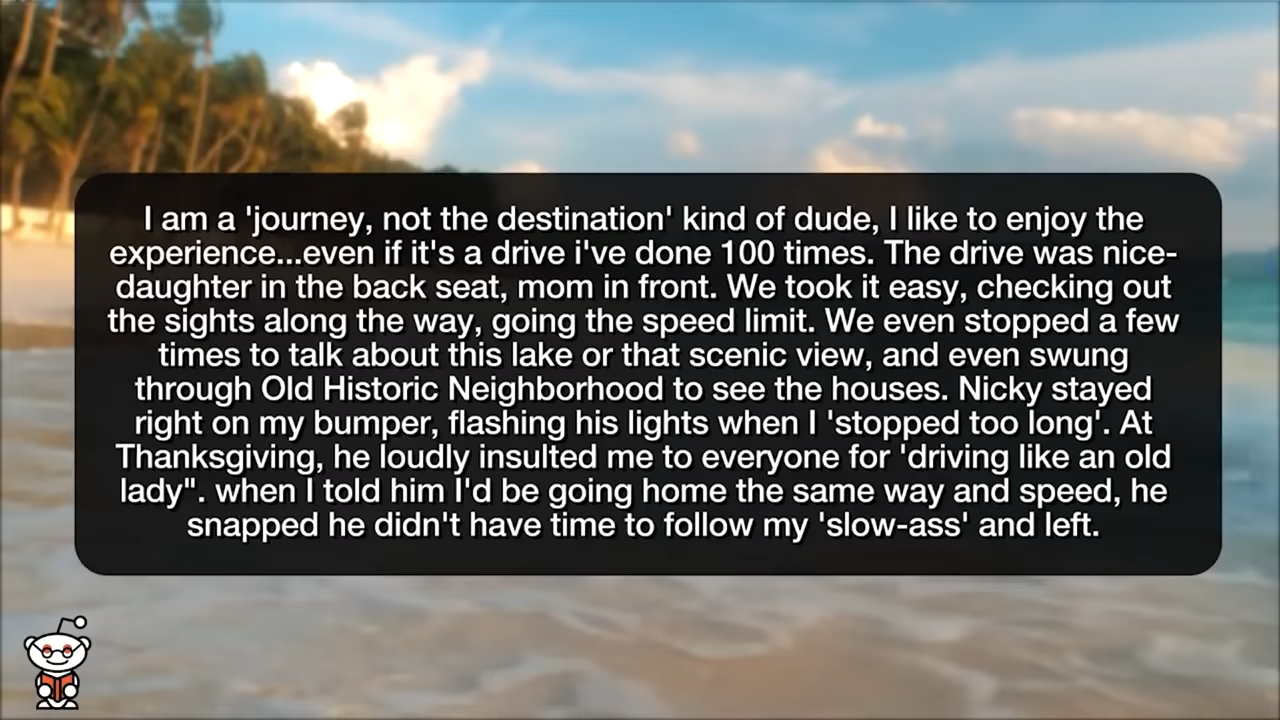 I am a 'journey, not the destination' kind of dude, I like to enjoy the
experience...even if it's a drive i've done 100 times. The drive was nice-
daughter in the back seat, mom in front. We took it easy, checking out
the sights along the way, going the speed limit. We even stopped a few
times to talk about this lake or that scenic view, and even swung
through Old Historic Neighborhood to see the houses. Nicky stayed
right on my bumper, flashing his lights when I 'stopped too long'. At
Thanksgiving, he loudly insulted me to everyone for 'driving like an old
lady". when I told him I'd be going home the same way and speed, he
snapped he didn't have time to follow my 'slow-ass' and left.